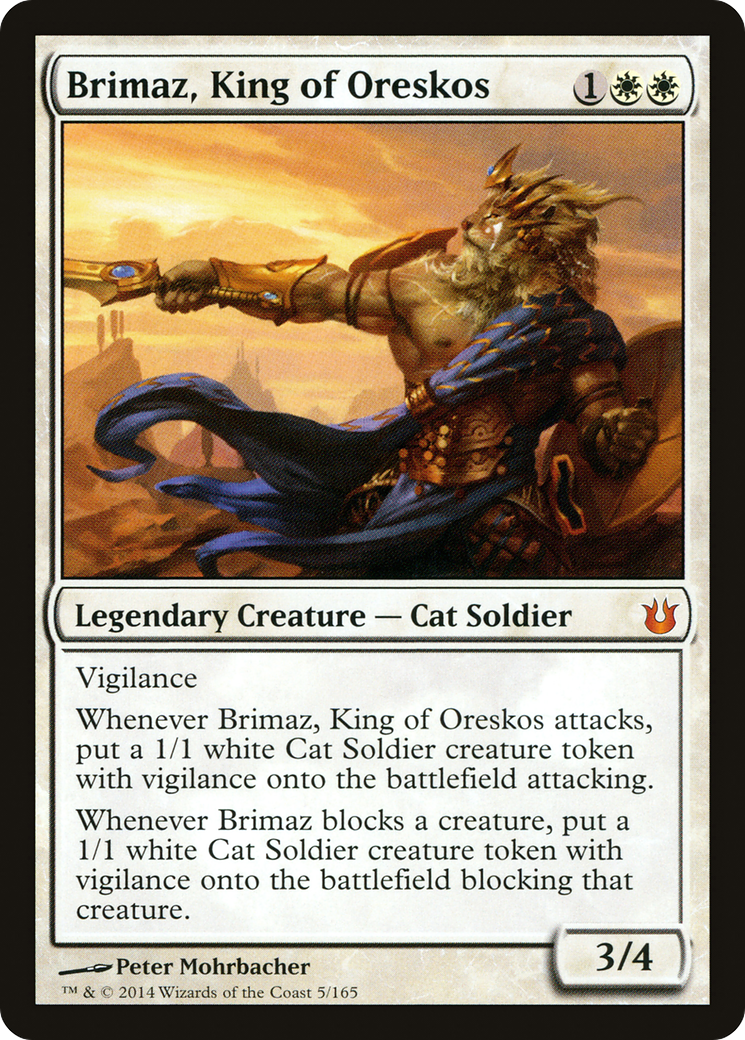 Brimaz, King of Oreskos 1
Legendary Creature — Cat Soldier
Vigilance
Whenever Brimaz, King of Oreskos attacks,
put a 1/1 white Cat Soldier creature token
with vigilance onto the battlefield attacking.
Whenever Brimaz blocks a creature, put a
1/1 white Cat Soldier creature token with
vigilance onto the battlefield blocking that
creature.
3/4
Peter Mohrbacher
™ & © 2014 Wizards of the Coast 5/165